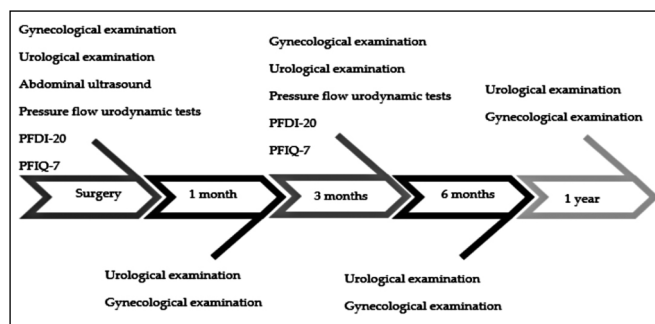 Gynecological examination
Urological examination
Abdominal ultrasound
Pressure flow urodynamic tests
PFDI-20
PFIQ-7
Gynecological examination
Urological examination
Pressure flow urodynamic tests
PFDI-20
PFIQ-7
Urological examination
Gynecological examination
Surgery
1 month
3 months
6 months
1 year
Urological examination
Gynecological examination
Urological examination
Gynecological examination